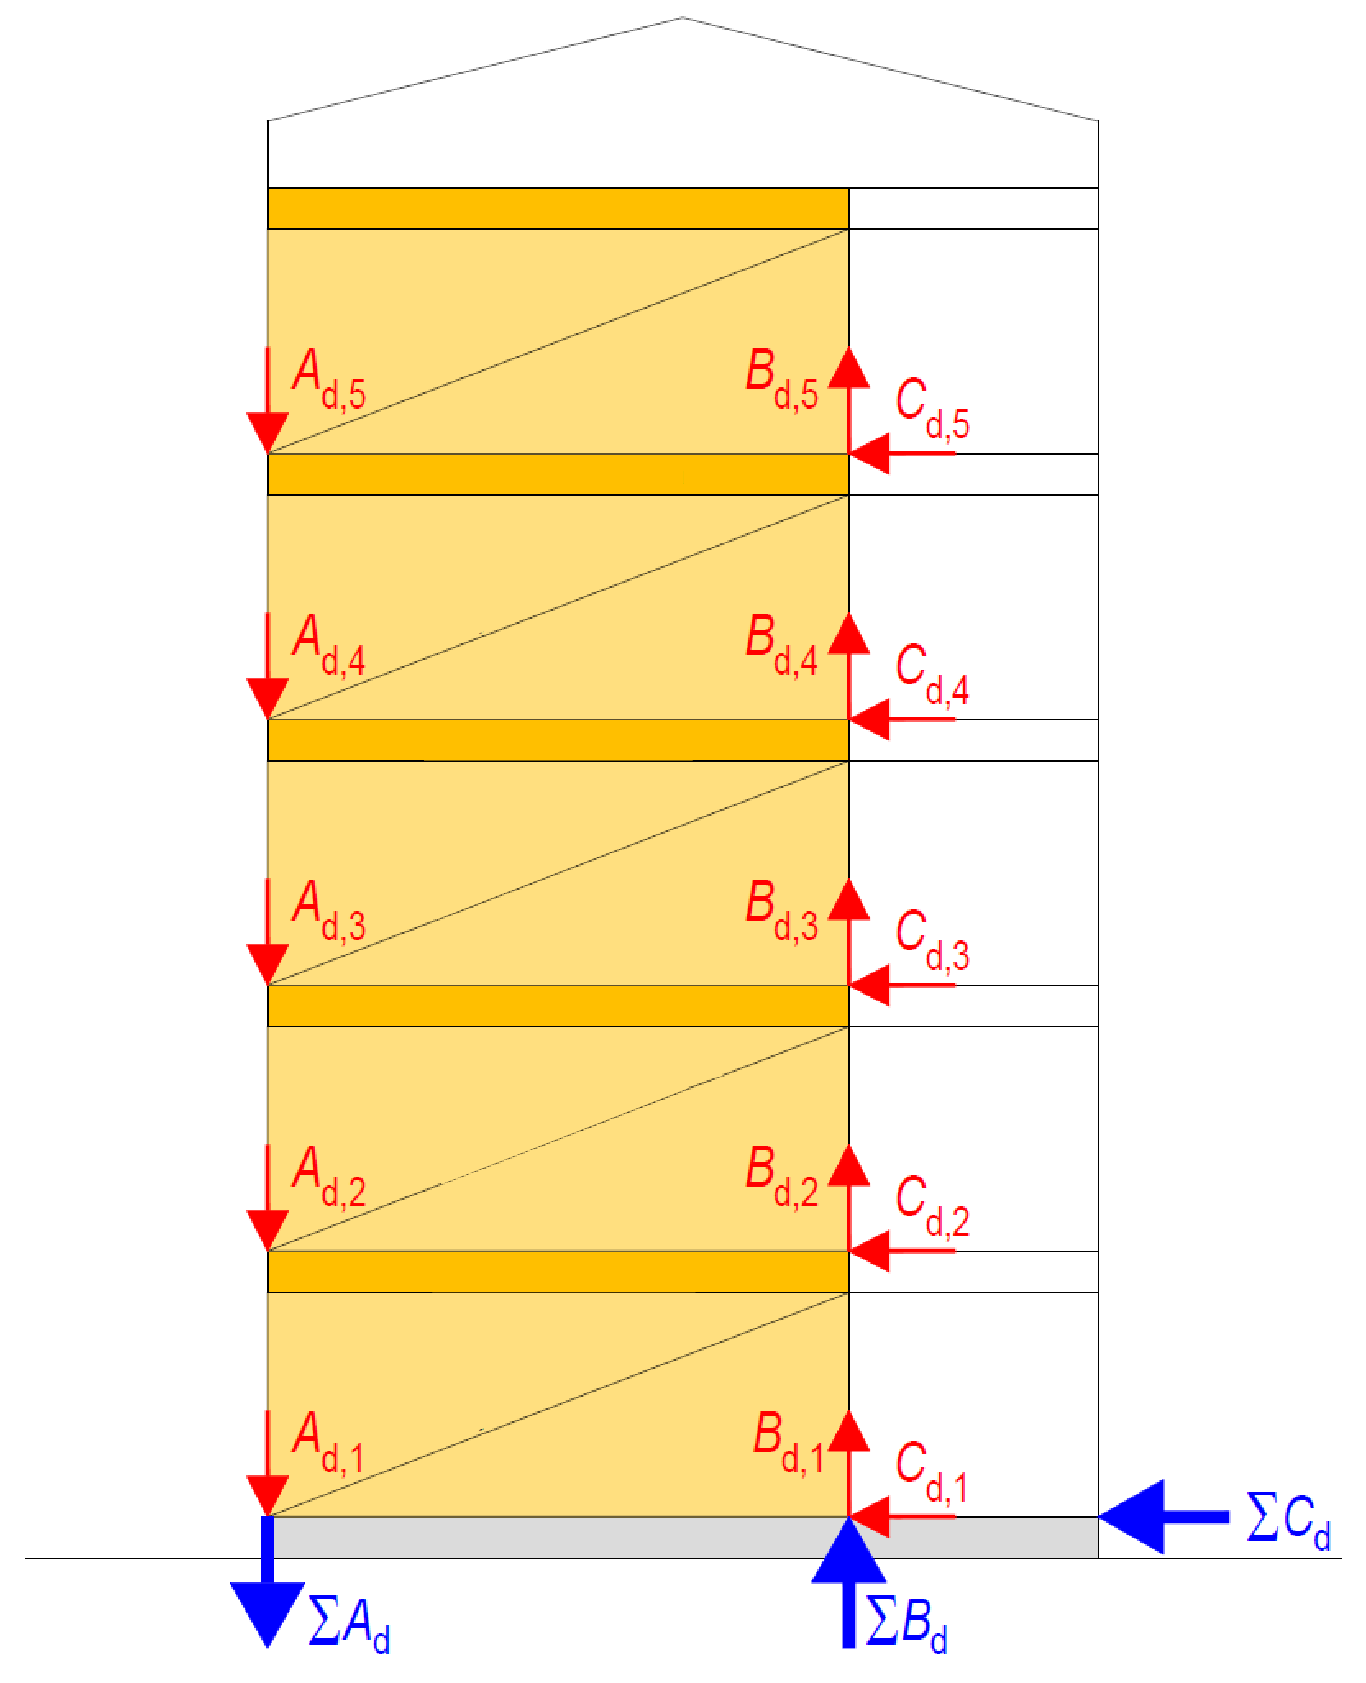 A d,5 B d,5 C d,5
A d,4 B d,4 C d,4
A d,3 B d,3 C d,3
A d,2 B d,2 C d,2
A d,1 B d,1 C d,1
ΣC d
ΣA d ΣB d